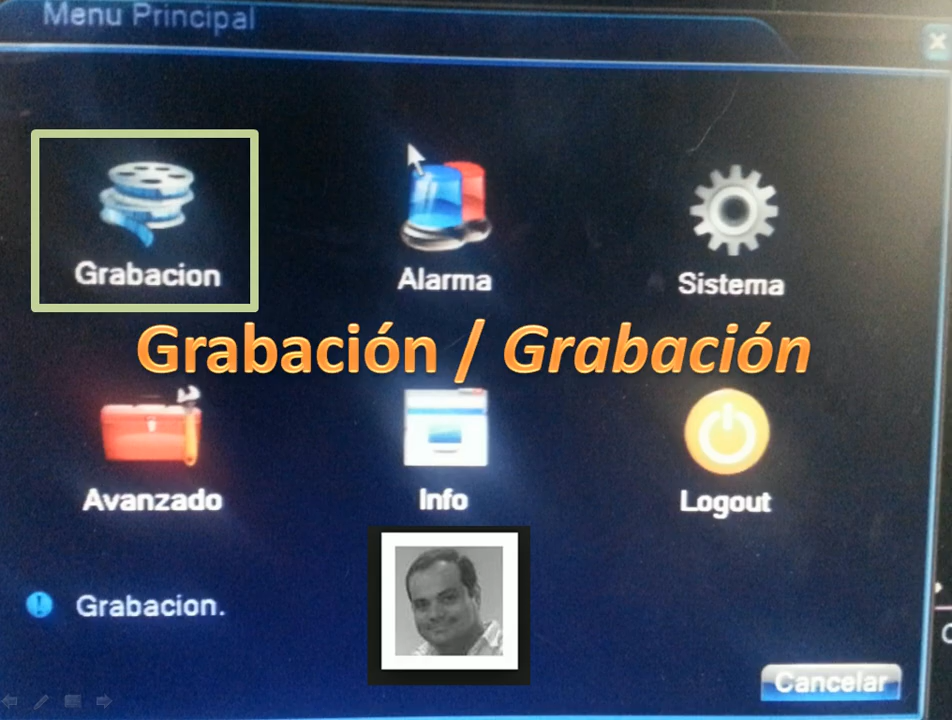 Menu Principal
Grabacion
Alarma
Sistema
Grabación / Grabación
Avanzado
Info
Logout
Grabacion.
Cancelar